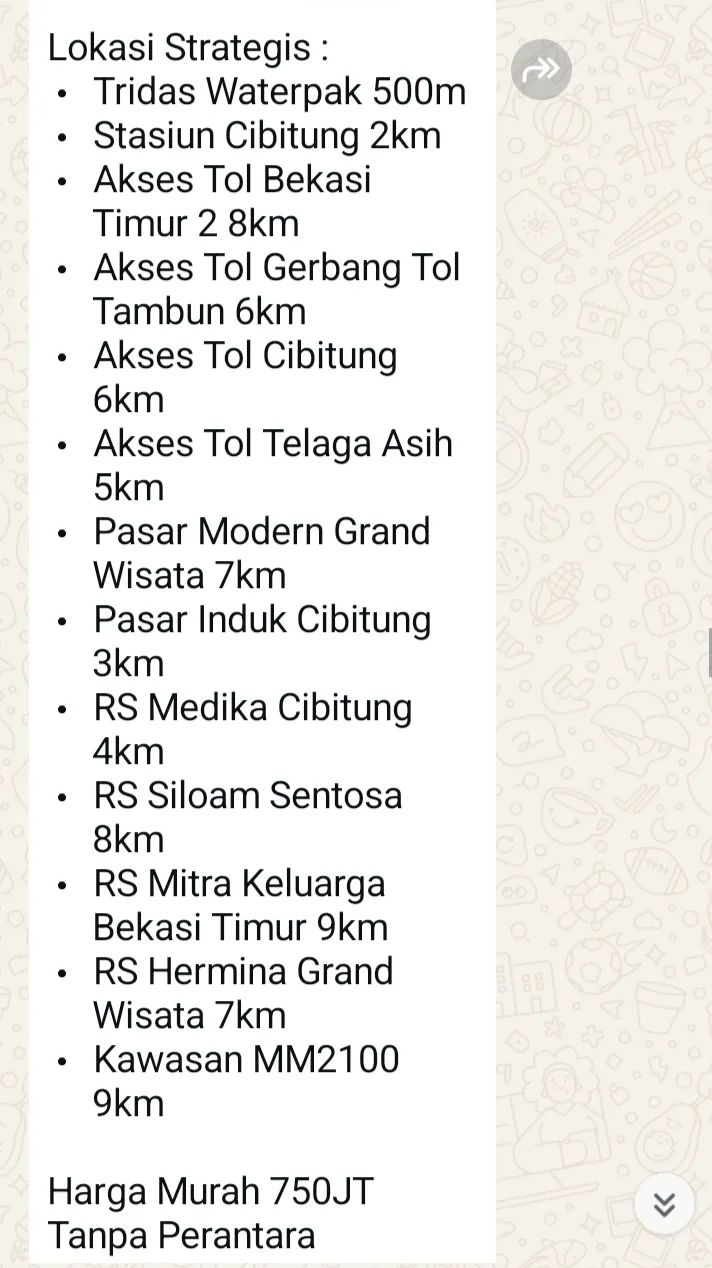 Lokasi Strategis :
• Tridas Waterpak 500m
• Stasiun Cibitung 2km
• Akses Tol Bekasi
Timur 2 8km
• Akses Tol Gerbang Tol
Tambun 6km
• Akses Tol Cibitung
6km
• Akses Tol Telaga Asih
5km
• Pasar Modern Grand
Wisata 7km
• Pasar Induk Cibitung
3km
• RS Medika Cibitung
4km
• RS Siloam Sentosa
8km
• RS Mitra Keluarga
Bekasi Timur 9km
• RS Hermina Grand
Wisata 7km
• Kawasan MM2100
9km
Harga Murah 750JT
Tanpa Perantara